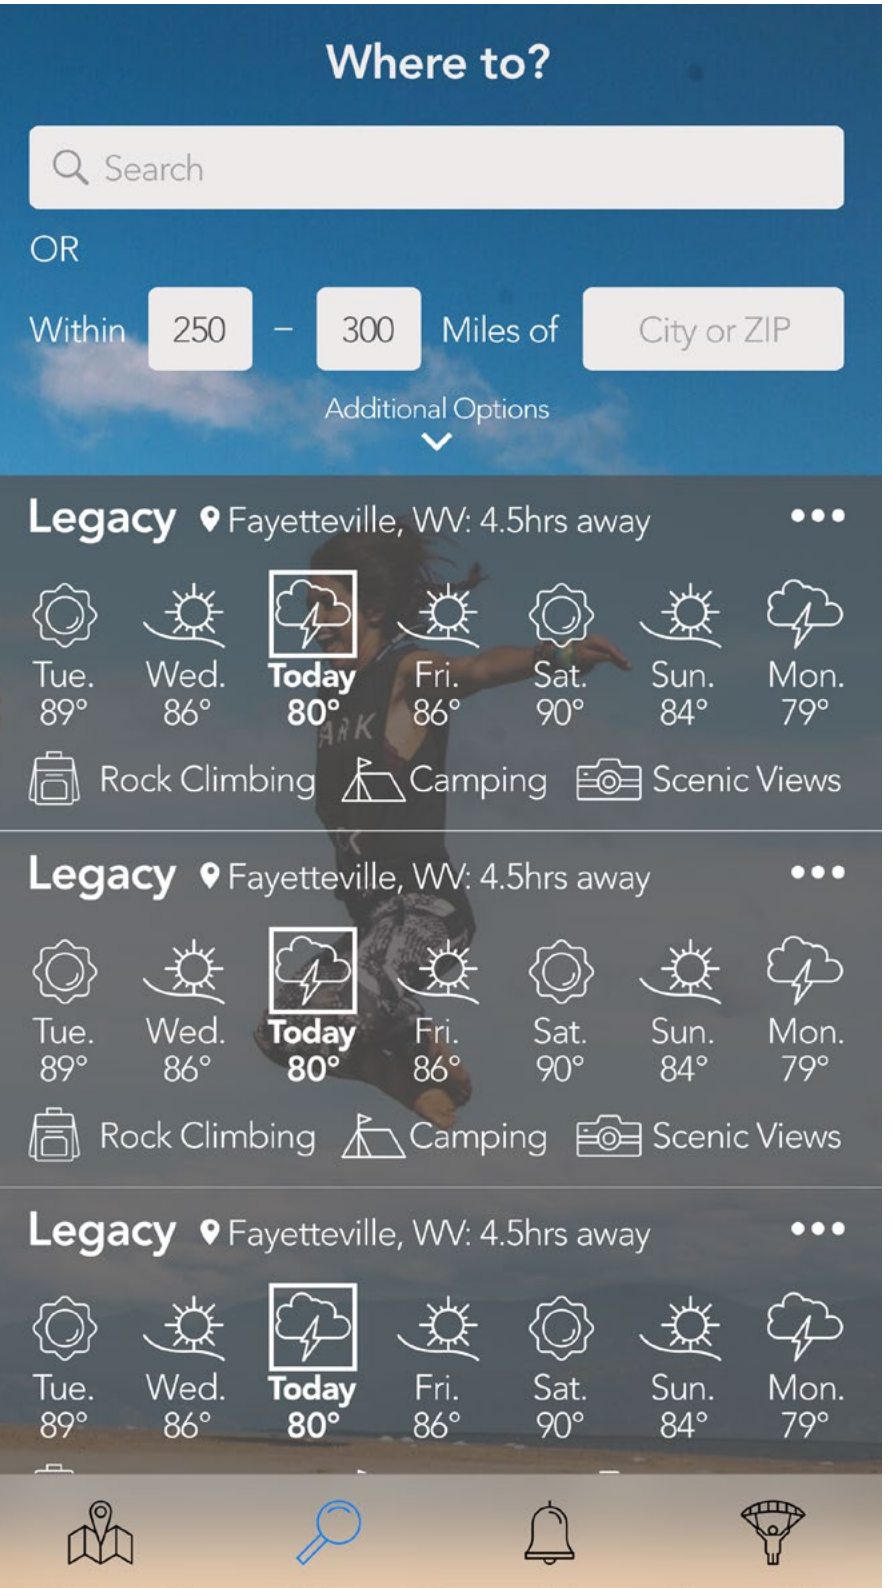 Where to?
Search
OR
Within 250 – 300 Miles of City or ZIP
Additional Options
Legacy Fayetteville, WV: 4.5hrs away
Tue. Wed. Today Fri. Sat. Sun. Mon.
89° 86° 80° 86° 90° 84° 79°
ARK
Rock Climbing Camping Scenic Views
Legacy Fayetteville, WV: 4.5hrs away
Tue. Wed. Today Fri. Sat. Sun. Mon.
89° 86° 80° 86° 90° 84° 79°
Rock Climbing Camping Scenic Views
Legacy Fayetteville, WV: 4.5hrs away
Tue. Wed. Today Fri. Sat. Sun. Mon.
89° 86° 80° 86° 90° 84° 79°